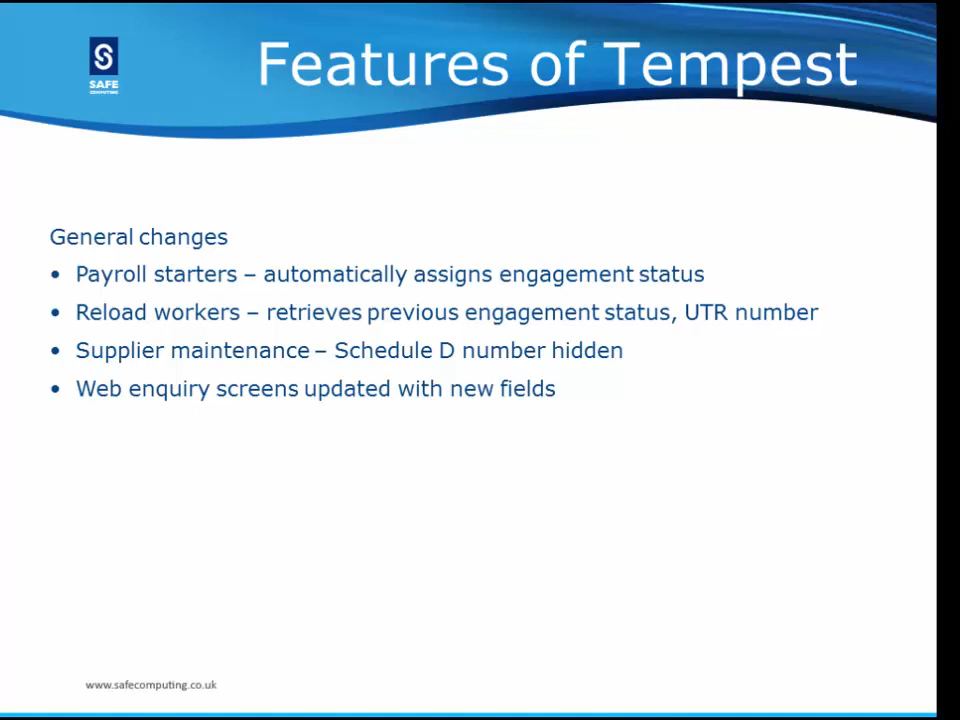 SAFE
COMPUTING
Features of Tempest
General changes
• Payroll starters – automatically assigns engagement status
• Reload workers – retrieves previous engagement status, UTR number
• Supplier maintenance – Schedule D number hidden
• Web enquiry screens updated with new fields
www.safecomputing.co.uk